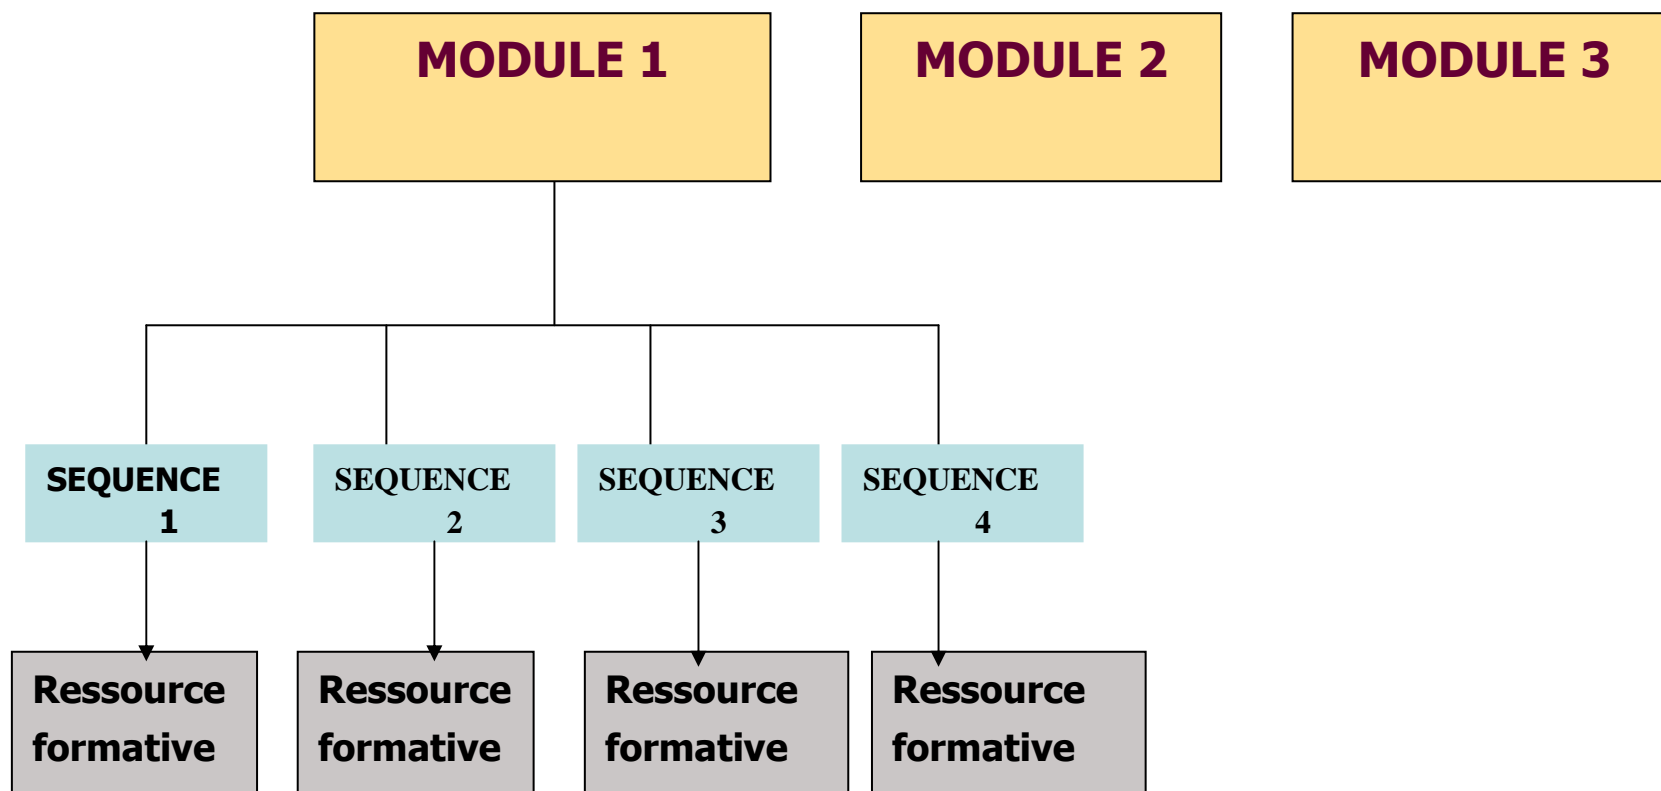 MODULE 1
MODULE 2
MODULE 3
SEQUENCE
1
SEQUENCE
2
SEQUENCE
3
SEQUENCE
4
Ressource
formative
Ressource
formative
Ressource
formative
Ressource
formative